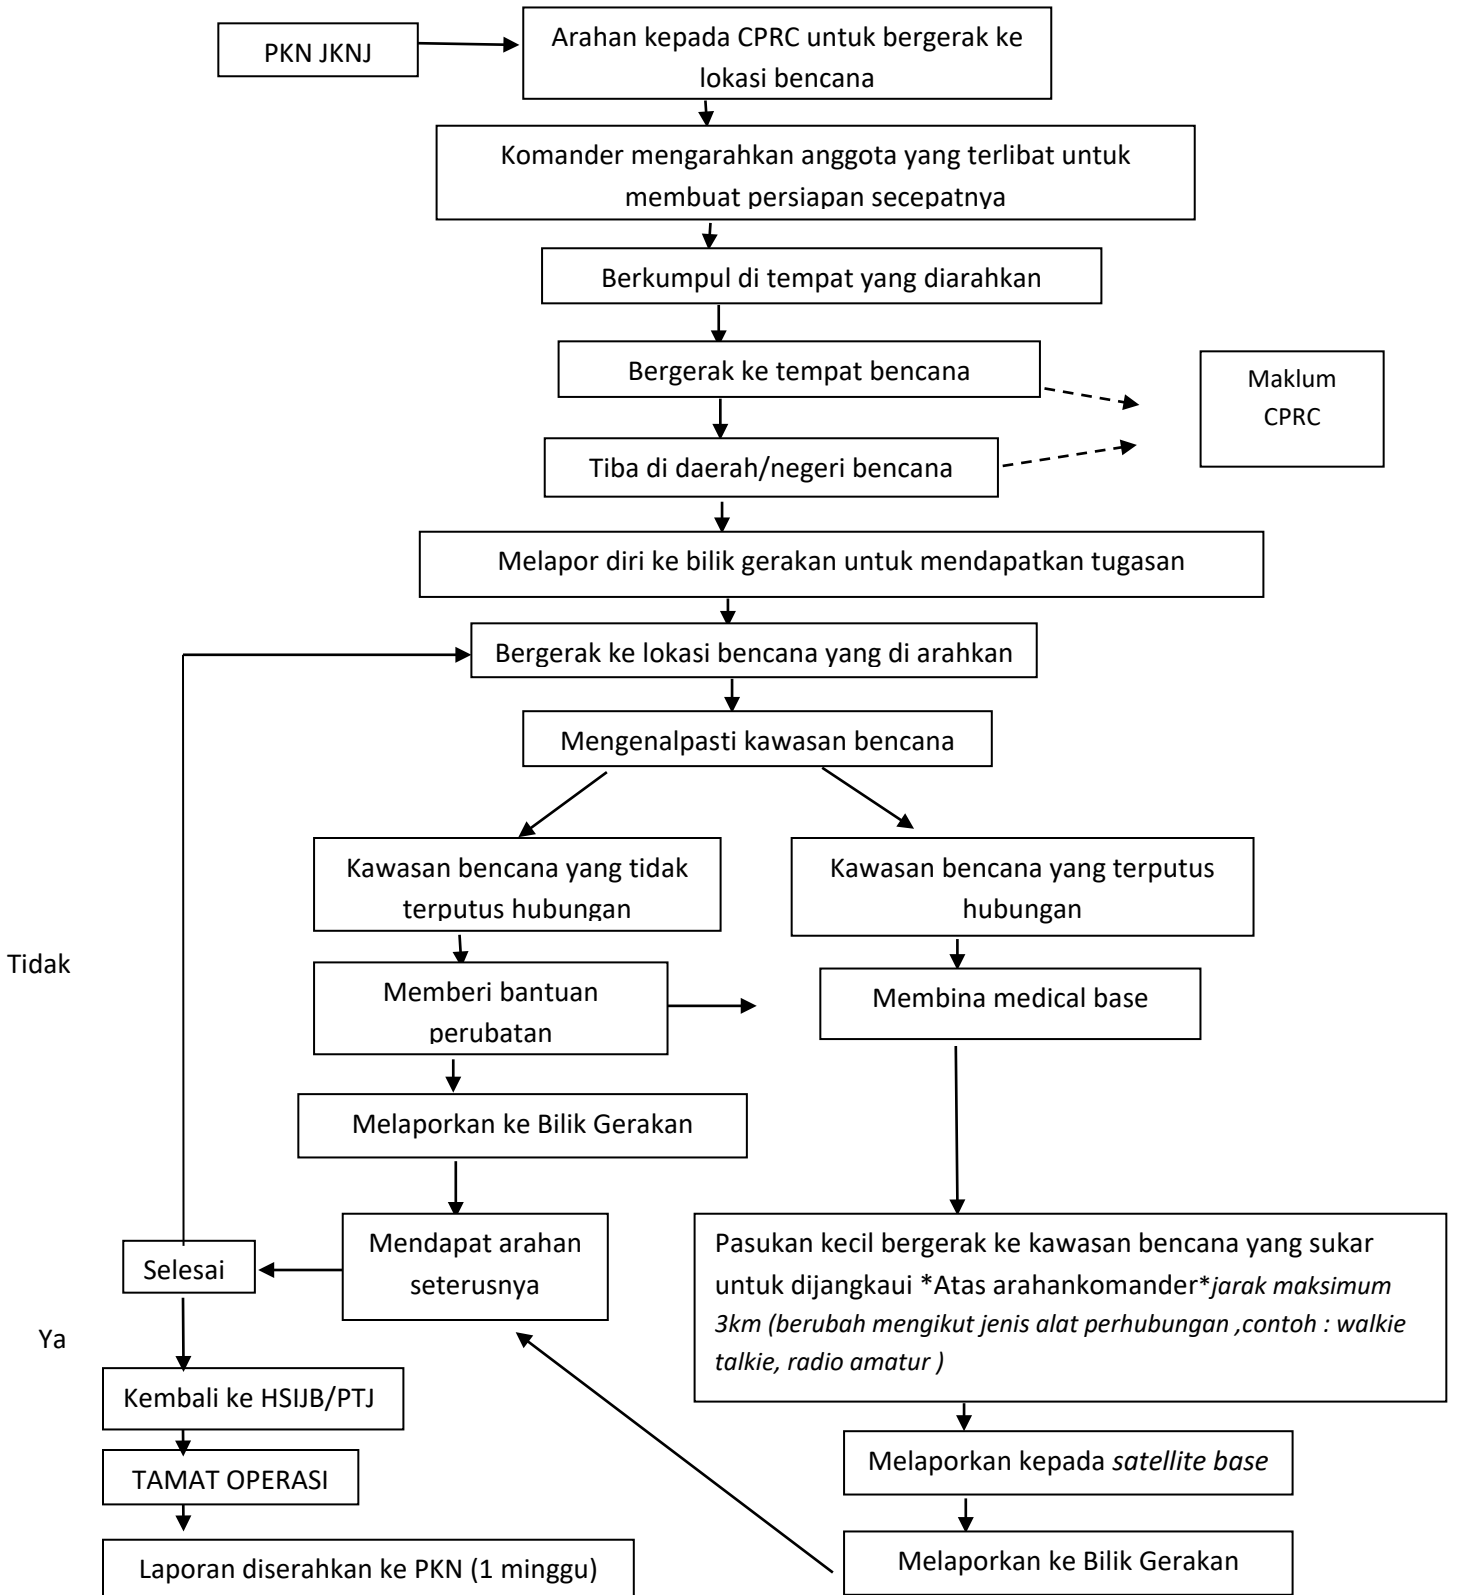 PKN JKNJ
Arahan kepada CPRC untuk bergerak ke
lokasi bencana
Komander mengarahkan anggota yang terlibat untuk
membuat persiapan secepatnya
Berkumpul di tempat yang diarahkan
Bergerak ke tempat bencana
Maklum
CPRC
Tiba di daerah/negeri bencana
Melapor diri ke bilik gerakan untuk mendapatkan tugasan
Bergerak ke lokasi bencana yang di arahkan
Mengenalpasti kawasan bencana
Kawasan bencana yang tidak
terputus hubungan
Kawasan bencana yang terputus
hubungan
Tidak
Memberi bantuan
perubatan
Membina medical base
Melaporkan ke Bilik Gerakan
Mendapat arahan
seterusnya
Selesai
Pasukan kecil bergerak ke kawasan bencana yang sukar
untuk dijangkaui *Atas arahankomander*jarak maksimum
3km (berubah mengikut jenis alat perhubungan ,contoh : walkie
talkie, radio amatur )
Ya
Kembali ke HSIJB/PTJ
TAMAT OPERASI
Melaporkan kepada satellite base
Laporan diserahkan ke PKN (1 minggu)
Melaporkan ke Bilik Gerakan